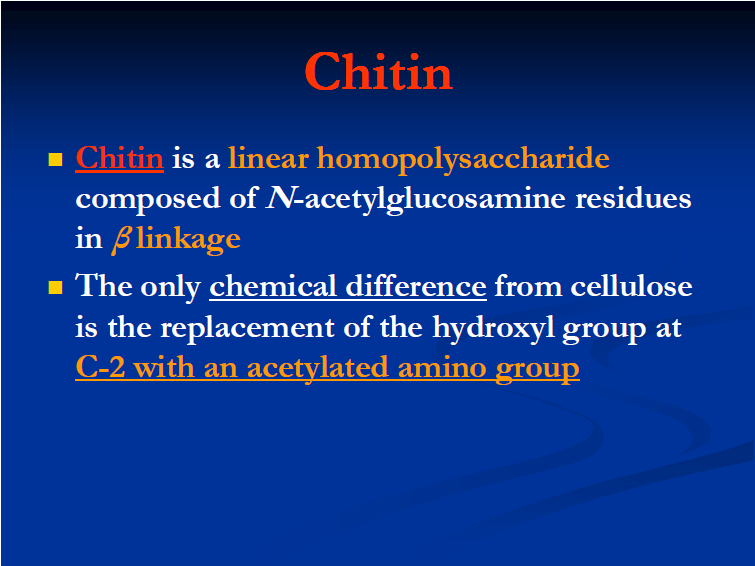 Chitin
Chitin is a linear homopolysaccharide
composed of N-acetylglucosamine residues
in β linkage
The only chemical difference from cellulose
is the replacement of the hydroxyl group at
C-2 with an acetylated amino group